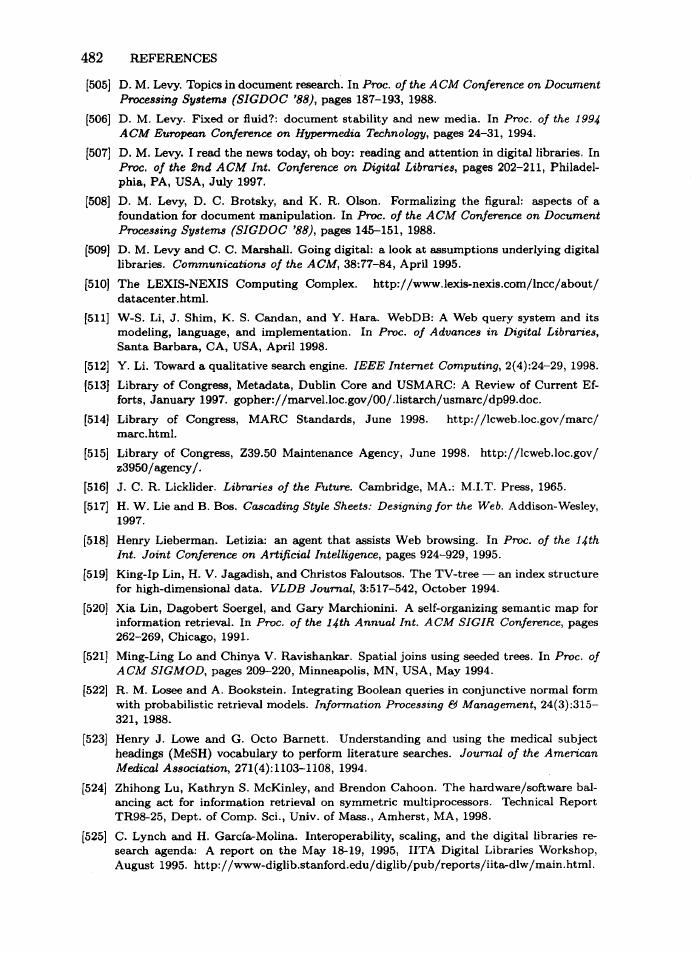 482 REFERENCES
[505] D. M. Levy. Topics in document research. In Proc. of the ACM Conference on Document
Processing Systems (SIGDOC '88), pages 187–193, 1988.
[506] D. M. Levy. Fixed or fluid?: document stability and new media. In Proc. of the 1994
ACM European Conference on Hypermedia Technology, pages 24–31, 1994.
[507] D. M. Levy. I read the news today, oh boy: reading and attention in digital libraries. In
Proc. of the 2nd ACM Int. Conference on Digital Libraries, pages 202–211, Philadel-
phia, PA, USA, July 1997.
[508] D. M. Levy, D. C. Brotsky, and K. R. Olson. Formalizing the figural: aspects of a
foundation for document manipulation. In Proc. of the ACM Conference on Document
Processing Systems (SIGDOC '88), pages 145–151, 1988.
[509] D. M. Levy and C. C. Marshall. Going digital: a look at assumptions underlying digital
libraries. Communications of the ACM, 38:77–84, April 1995.
[510] The LEXIS-NEXIS Computing Complex. http://www.lexis-nexis.com/lncc/about/
datacenter.html.
[511] W-S. Li, J. Shim, K. S. Candan, and Y. Hara. WebDB: A Web query system and its
modeling, language, and implementation. In Proc. of Advances in Digital Libraries,
Santa Barbara, CA, USA, April 1998.
[512] Y. Li. Toward a qualitative search engine. IEEE Internet Computing, 2(4):24–29, 1998.
[513] Library of Congress, Metadata, Dublin Core and USMARC: A Review of Current Ef-
forts, January 1997. gopher://marvel.loc.gov/00/.listarch/usmarc/dp99.doc.
[514] Library of Congress, MARC Standards, June 1998. http://lcweb.loc.gov/marc/
marc.html.
[515] Library of Congress, Z39.50 Maintenance Agency, June 1998. http://lcweb.loc.gov/
z3950/agency/.
[516] J. C. R. Licklider. Libraries of the Future. Cambridge, MA.: M.I.T. Press, 1965.
[517] H. W. Lie and B. Bos. Cascading Style Sheets: Designing for the Web. Addison-Wesley,
1997.
[518] Henry Lieberman. Letizia: an agent that assists Web browsing. In Proc. of the 14th
Int. Joint Conference on Artificial Intelligence, pages 924–929, 1995.
[519] King-Ip Lin, H. V. Jagadish, and Christos Faloutsos. The TV-tree — an index structure
for high-dimensional data. VLDB Journal, 3:517–542, October 1994.
[520] Xia Lin, Dagobert Soergel, and Gary Marchionini. A self-organizing semantic map for
information retrieval. In Proc. of the 14th Annual Int. ACM SIGIR Conference, pages
262–269, Chicago, 1991.
[521] Ming-Ling Lo and Chinya V. Ravishankar. Spatial joins using seeded trees. In Proc. of
ACM SIGMOD, pages 209–220, Minneapolis, MN, USA, May 1994.
[522] R. M. Losee and A. Bookstein. Integrating Boolean queries in conjunctive normal form
with probabilistic retrieval models. Information Processing & Management, 24(3):315–
321, 1988.
[523] Henry J. Lowe and G. Octo Barnett. Understanding and using the medical subject
headings (MeSH) vocabulary to perform literature searches. Journal of the American
Medical Association, 271(4):1103–1108, 1994.
[524] Zhihong Lu, Kathryn S. McKinley, and Brendon Cahoon. The hardware/software bal-
ancing act for information retrieval on symmetric multiprocessors. Technical Report
TR98-25, Dept. of Comp. Sci., Univ. of Mass., Amherst, MA, 1998.
[525] C. Lynch and H. García-Molina. Interoperability, scaling, and the digital libraries re-
search agenda: A report on the May 18-19, 1995, IITA Digital Libraries Workshop,
August 1995. http://www-diglib.stanford.edu/diglib/pub/reports/iita-dlw/main.html.